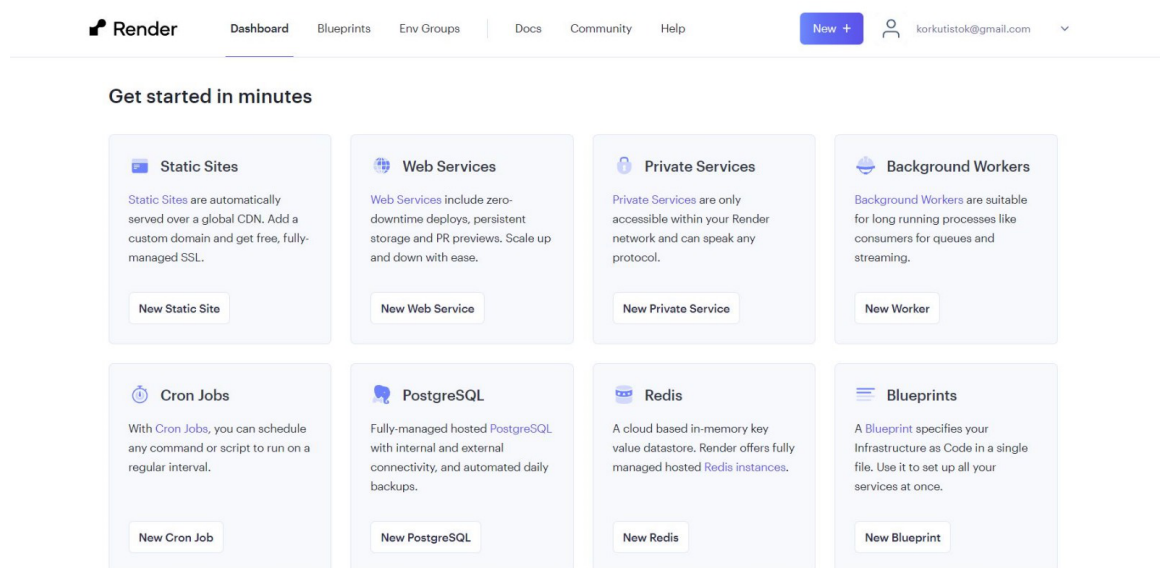 Render Dashboard Blueprints Env Groups Docs Community Help New + korkutistok@gmail.com
Get started in minutes
Static Sites
Static Sites are automatically
served over a global CDN. Add a
custom domain and get free, fully-
managed SSL.
New Static Site
Web Services
Web Services include zero-
downtime deploys, persistent
storage and PR previews. Scale up
and down with ease.
New Web Service
Private Services
Private Services are only
accessible within your Render
network and can speak any
protocol.
New Private Service
Background Workers
Background Workers are suitable
for long running processes like
consumers for queues and
streaming.
New Worker
Cron Jobs
With Cron Jobs, you can schedule
any command or script to run on a
regular interval.
New Cron Job
PostgreSQL
Fully-managed hosted PostgreSQL
with internal and external
connectivity, and automated daily
backups.
New PostgreSQL
Redis
A cloud based in-memory key
value datastore. Render offers fully
managed hosted Redis instances.
New Redis
Blueprints
A Blueprint specifies your
Infrastructure as Code in a single
file. Use it to set up all your
services at once.
New Blueprint